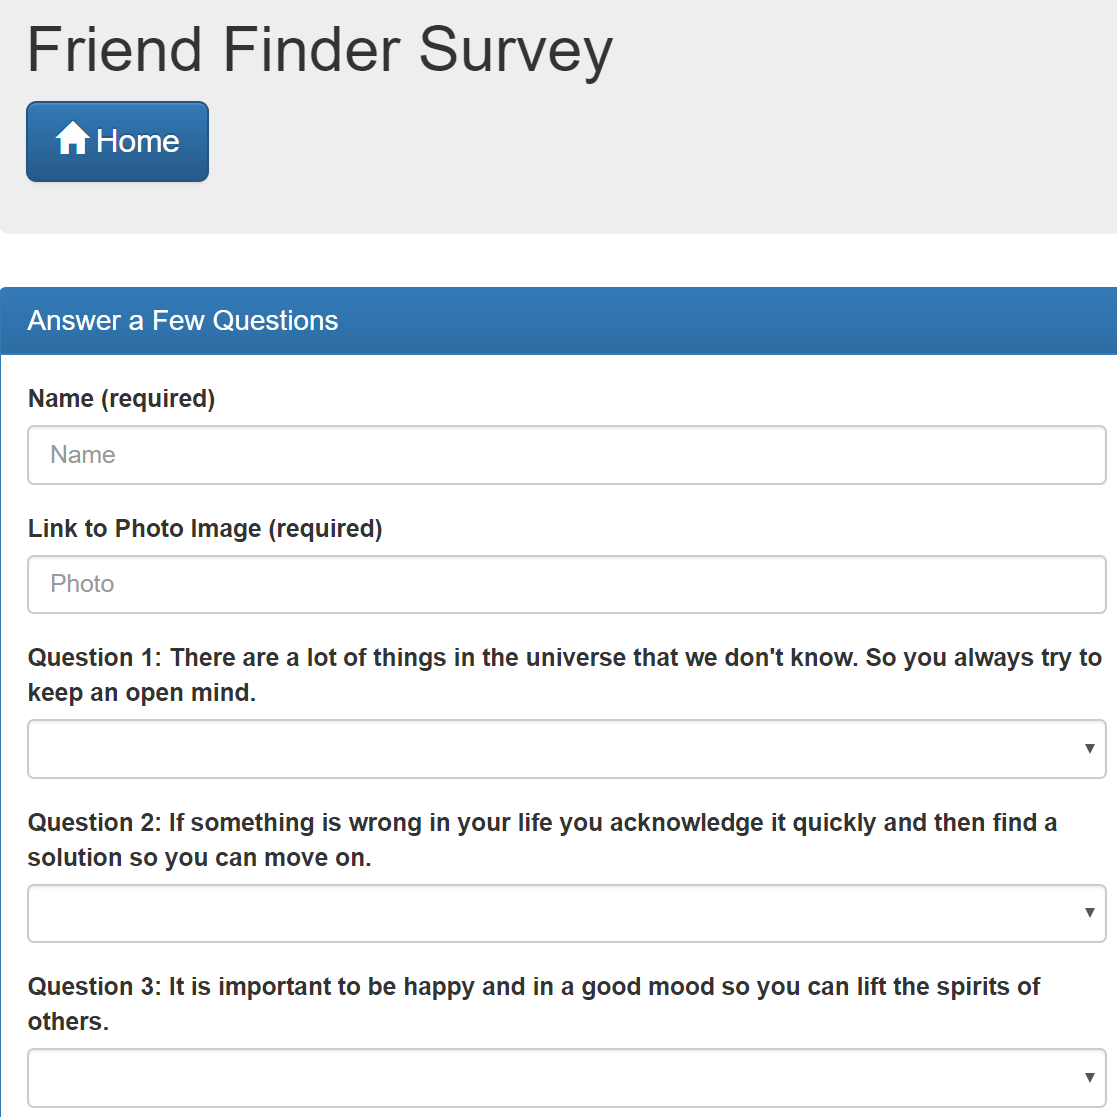 Friend Finder Survey
Home
Answer a Few Questions
Name (required)
Name
Link to Photo Image (required)
Photo
Question 1: There are a lot of things in the universe that we don't know. So you always try to
keep an open mind.
Question 2: If something is wrong in your life you acknowledge it quickly and then find a
solution so you can move on.
Question 3: It is important to be happy and in a good mood so you can lift the spirits of
others.